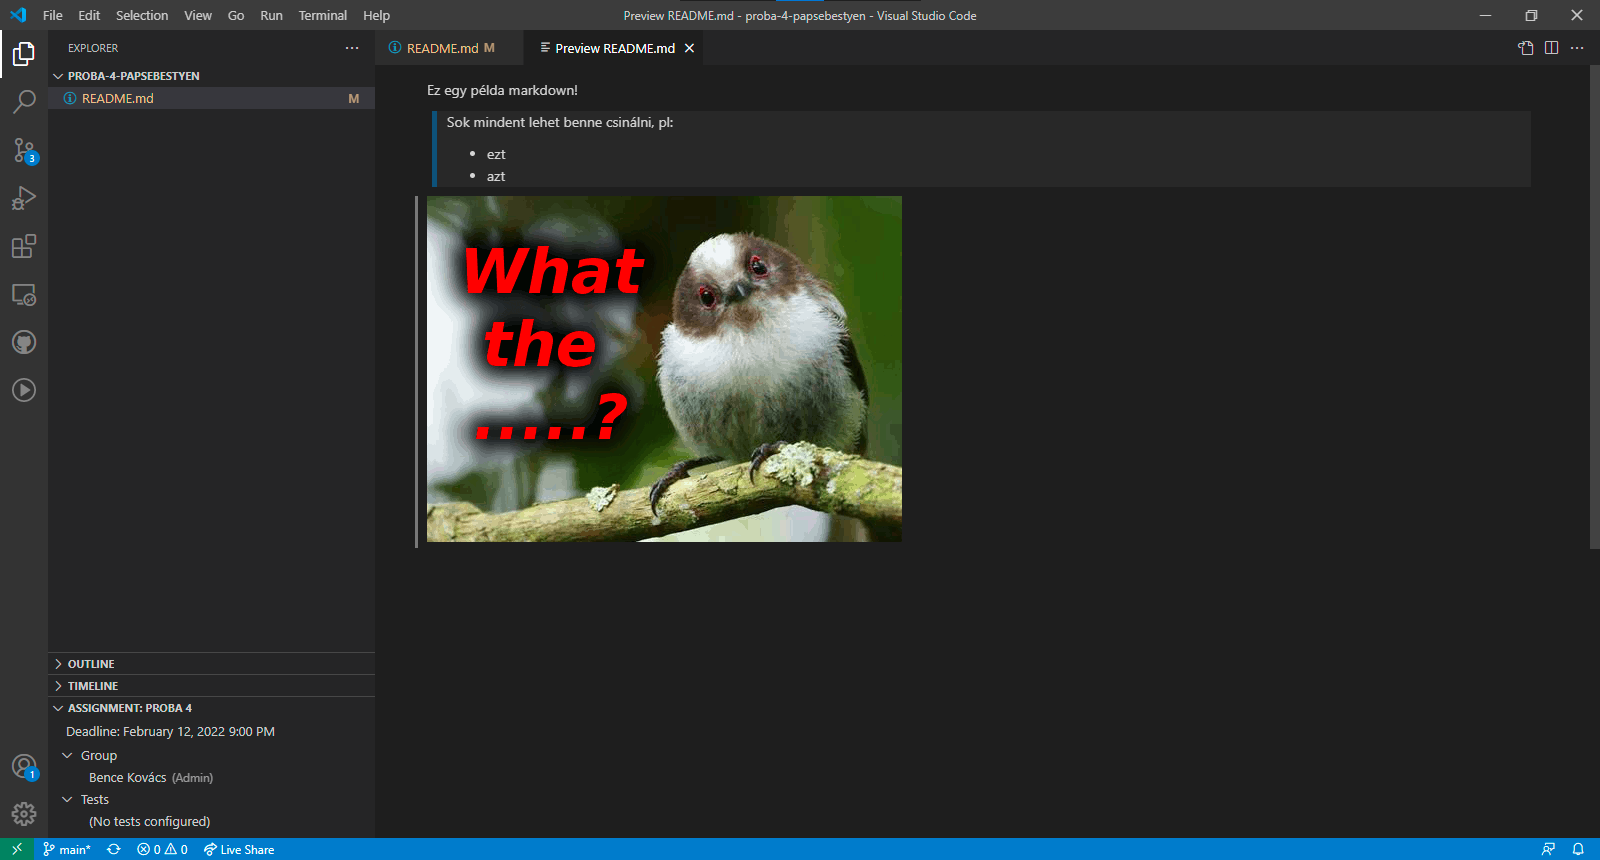 File Edit Selection View Go Run Terminal Help
Preview README.md - proba-4-papsebestyen - Visual Studio Code
EXPLORER
PROBA-4-PAPSEBESTYEN
README.md M
README.md M
Preview README.md
Ez egy példa markdown!
Sok mindent lehet benne csinálni, pl:
• ezt
• azt
What
the
.....?
3
OUTLINE
TIMELINE
ASSIGNMENT: PROBA 4
Deadline: February 12, 2022 9:00 PM
Group
Bence Kovács (Admin)
Tests
(No tests configured)
1
main* 0 0 Live Share